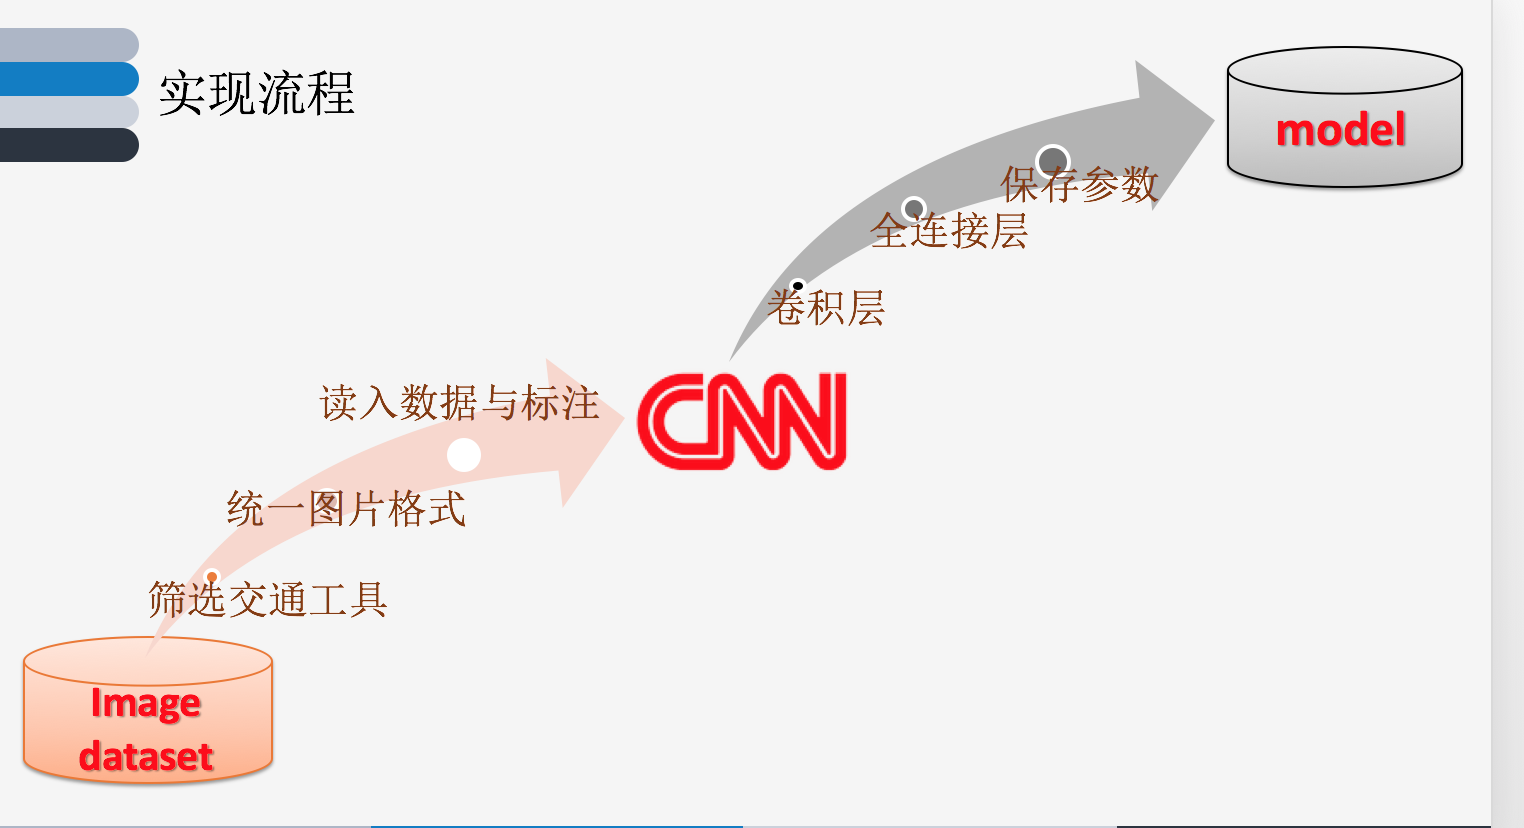 实现流程
model
保存参数
全连接层
卷积层
CNN
读入数据与标注
统一图片格式
筛选交通工具
Image
dataset